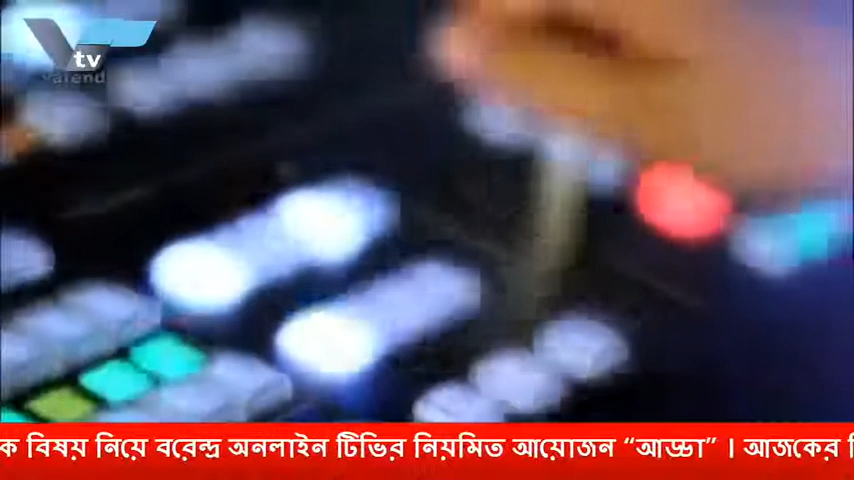 tv
varend
ক বিষয় নিয়ে বরেন্দ্র অনলাইন টিভির নিয়মিত আয়োজন “আড্ডা” । আজকের